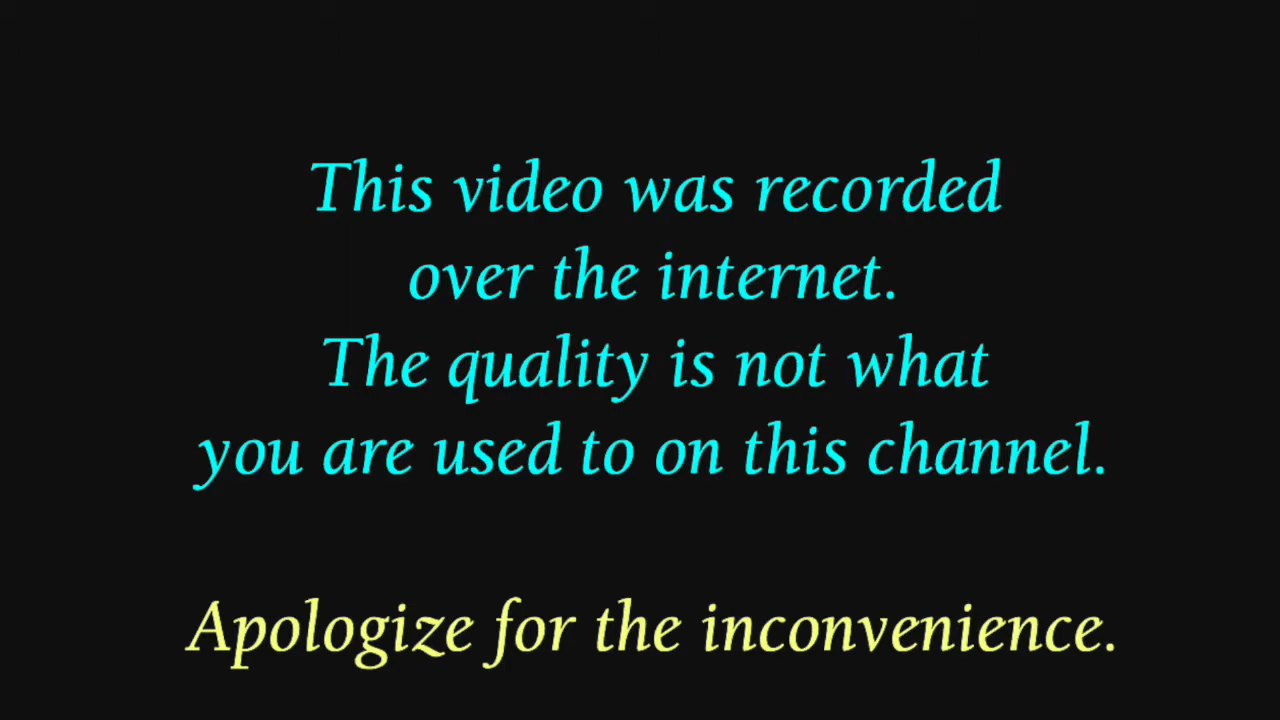 This video was recorded
over the internet.
The quality is not what
you are used to on this channel.
Apologize for the inconvenience.